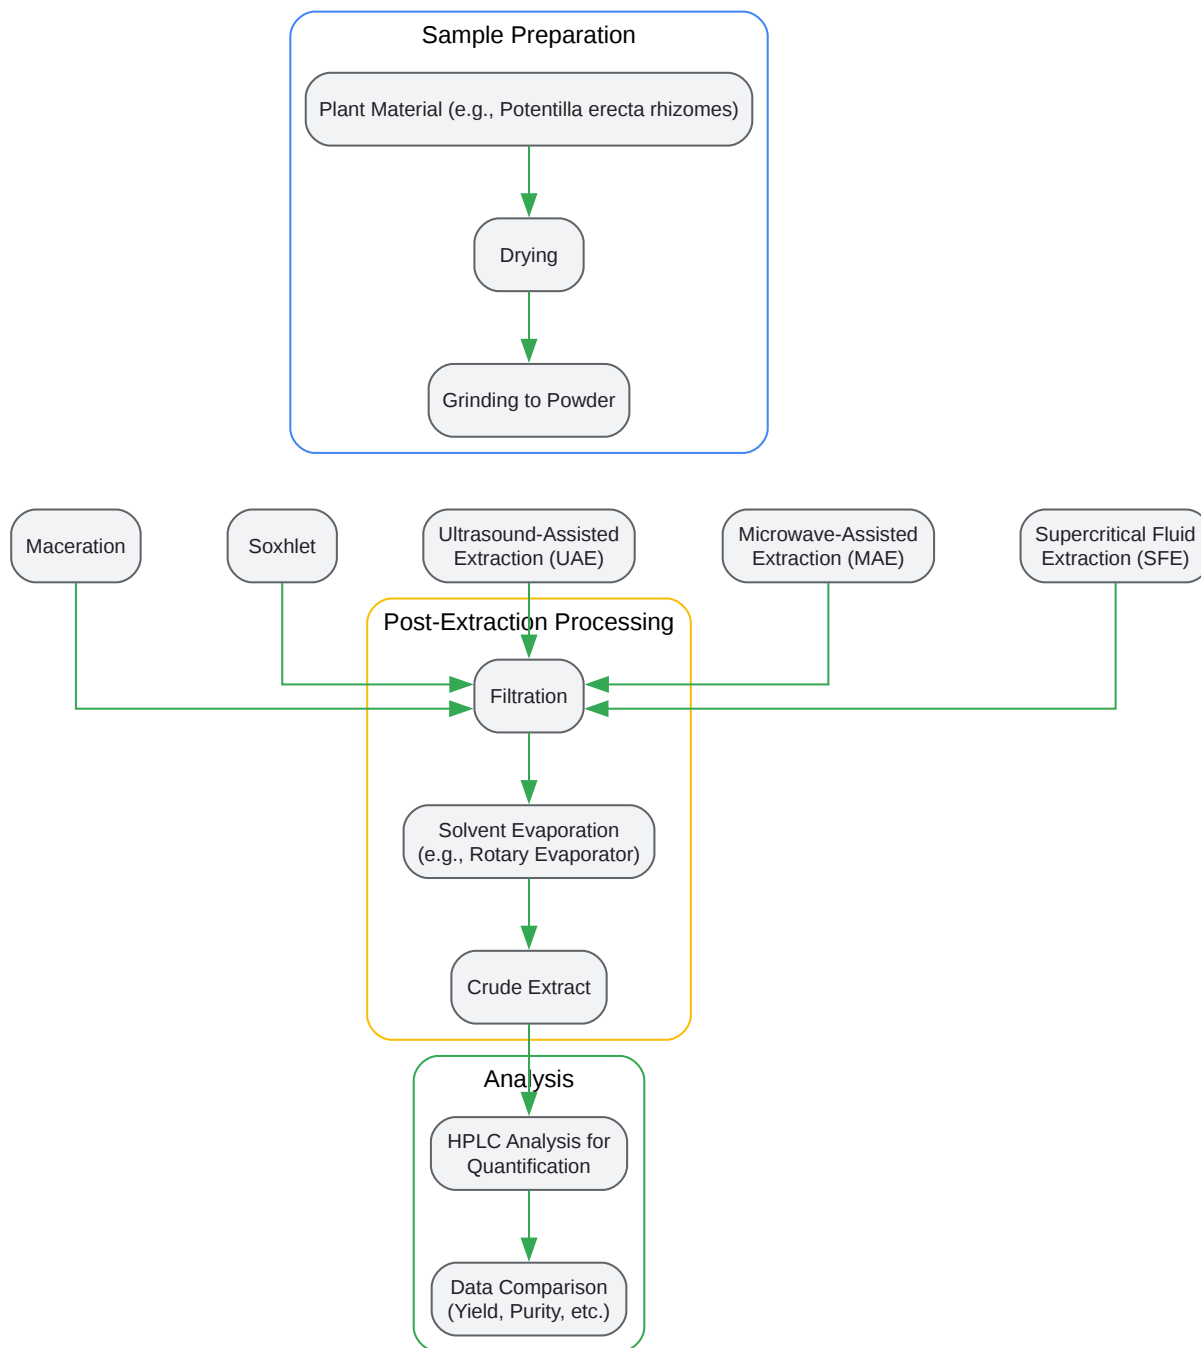 Sample Preparation
Plant Material (e.g., Potentilla erecta rhizomes)
Drying
Grinding to Powder
Maceration
Soxhlet
Ultrasound-Assisted
Extraction (UAE)
Microwave-Assisted
Extraction (MAE)
Supercritical Fluid
Extraction (SFE)
Post-Extraction Processing
Filtration
Solvent Evaporation
(e.g., Rotary Evaporator)
Crude Extract
Analysis
HPLC Analysis for
Quantification
Data Comparison
(Yield, Purity, etc.)